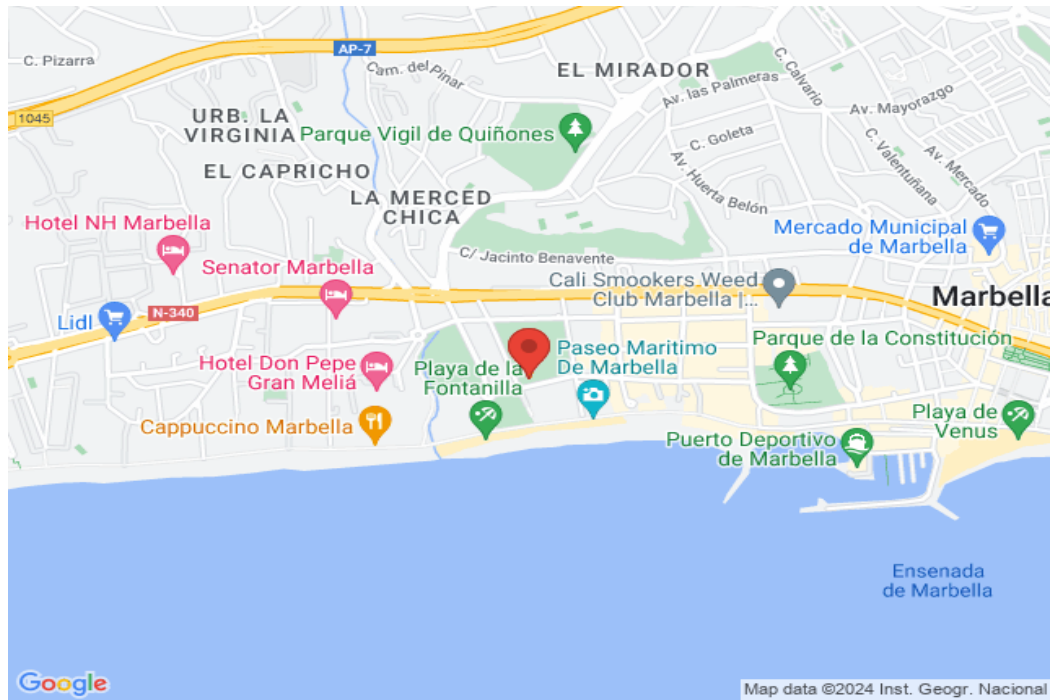 AP-7
C. Pizarra
Cam. del Pinar
EL MIRADOR
C. Calvario
Av. las Palmeras
Av. Mayorazgo
1045
URB. LA
VIRGINIA
Parque Vigil de Quiñones
C. Goleta
C. Valentuñana
Av. Mercado
EL CAPRICHO
Av. Huerta Belón
LA MERCED
CHICA
Hotel NH Marbella
Mercado Municipal
de Marbella
C/ Jacinto Benavente
Senator Marbella
Cali Smookers Weed
Club Marbella |...
Marbella
N-340
Lidl
Hotel Don Pepe
Gran Meliá
Playa de la
Fontanilla
Paseo Maritimo
De Marbella
Parque de la Constitución
Cappuccino Marbella
Playa de
Venus
Puerto Deportivo
de Marbella
Ensenada
de Marbella
Google
Map data ©2024 Inst. Geogr. Nacional